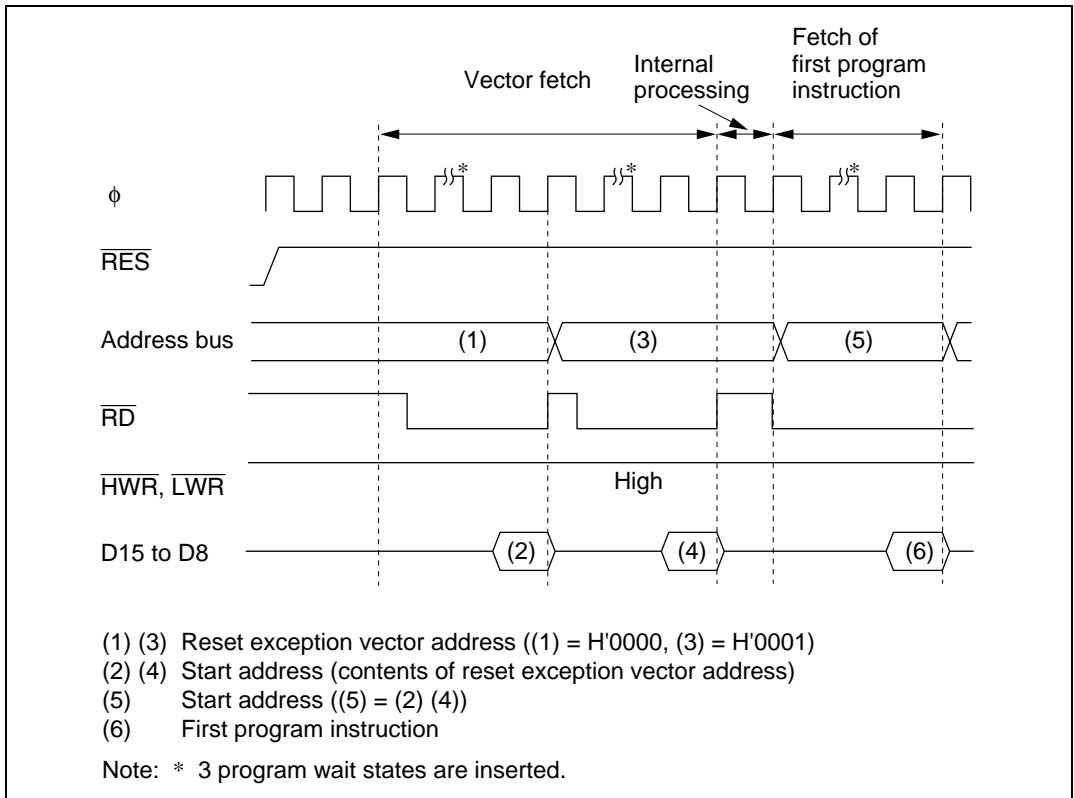 Vector fetch
Internal
processing
Fetch of
first program
instruction
*
*
*
ϕ
RES
Address bus
(1)
(3)
(5)
RD
HWR, LWR
High
D15 to D8
(2)
(4)
(6)
(1) (3) Reset exception vector address ((1) = H'0000, (3) = H'0001)
(2) (4) Start address (contents of reset exception vector address)
(5) Start address ((5) = (2) (4))
(6) First program instruction
Note: * 3 program wait states are inserted.